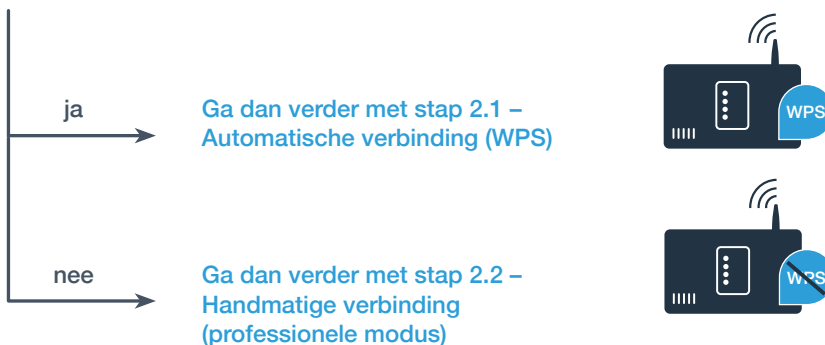 ja
Ga dan verder met stap 2.1 –
Automatische verbinding (WPS)
WPS
nee
Ga dan verder met stap 2.2 –
Handmatige verbinding
(professionele modus)
WPS